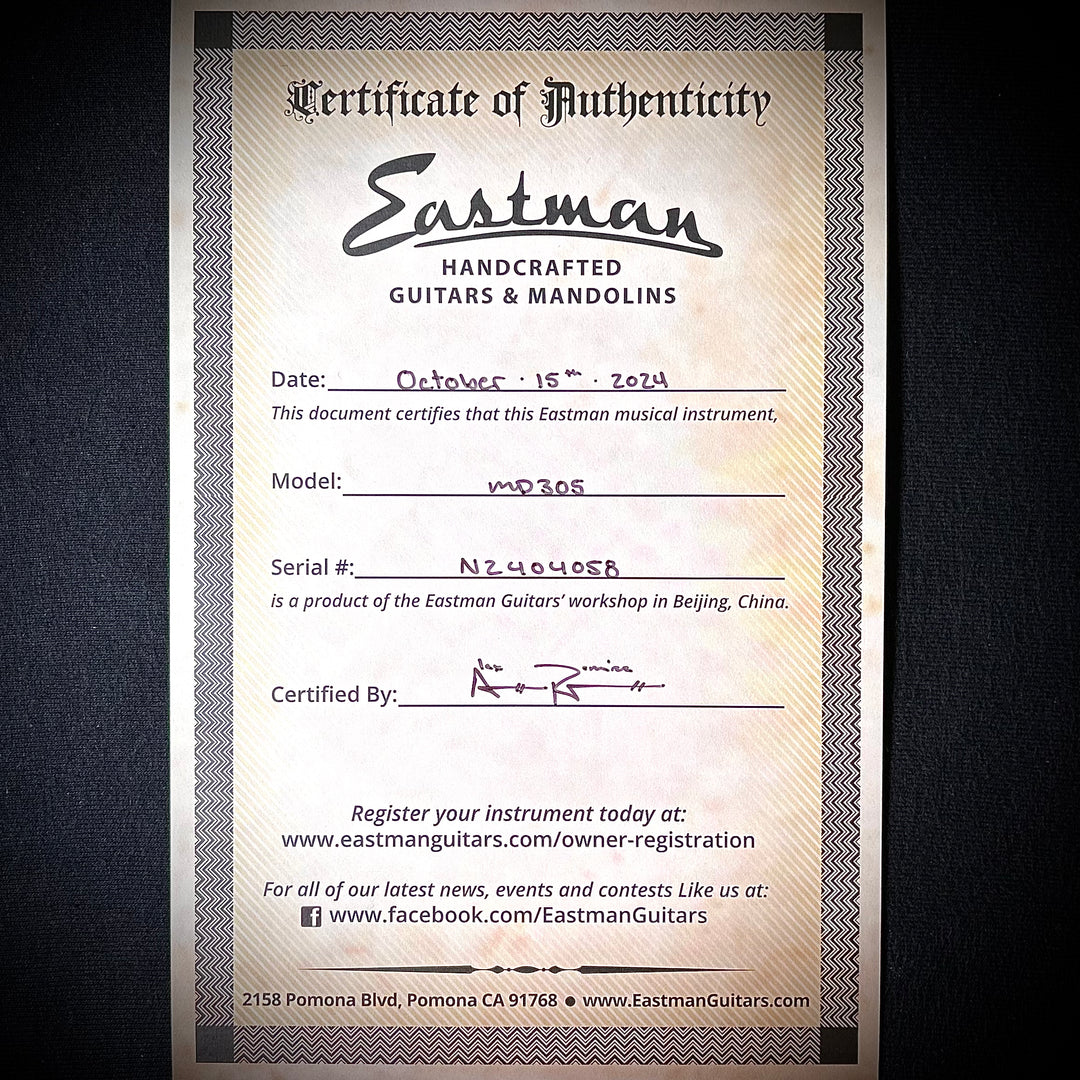 Certificate of Authenticity
Eastman
HANDCRAFTED
GUITARS & MANDOLINS
Date: October · 15th · 2024
This document certifies that this Eastman musical instrument,
Model: MD305
Serial #: N2404058
is a product of the Eastman Guitars’ workshop in Beijing, China.
Certified By: Alex
Register your instrument today at:
www.eastmanguitars.com/owner-registration
For all of our latest news, events and contests Like us at:
f www.facebook.com/EastmanGuitars
2158 Pomona Blvd, Pomona CA 91768 ● www.EastmanGuitars.com